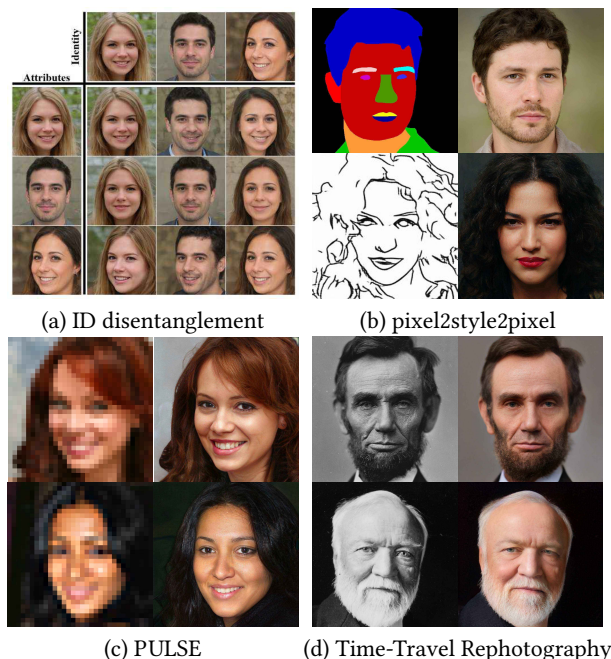 Identity
Attributes
(a) ID disentanglement
(b) pixel2style2pixel
(c) PULSE
(d) Time-Travel Rephotography